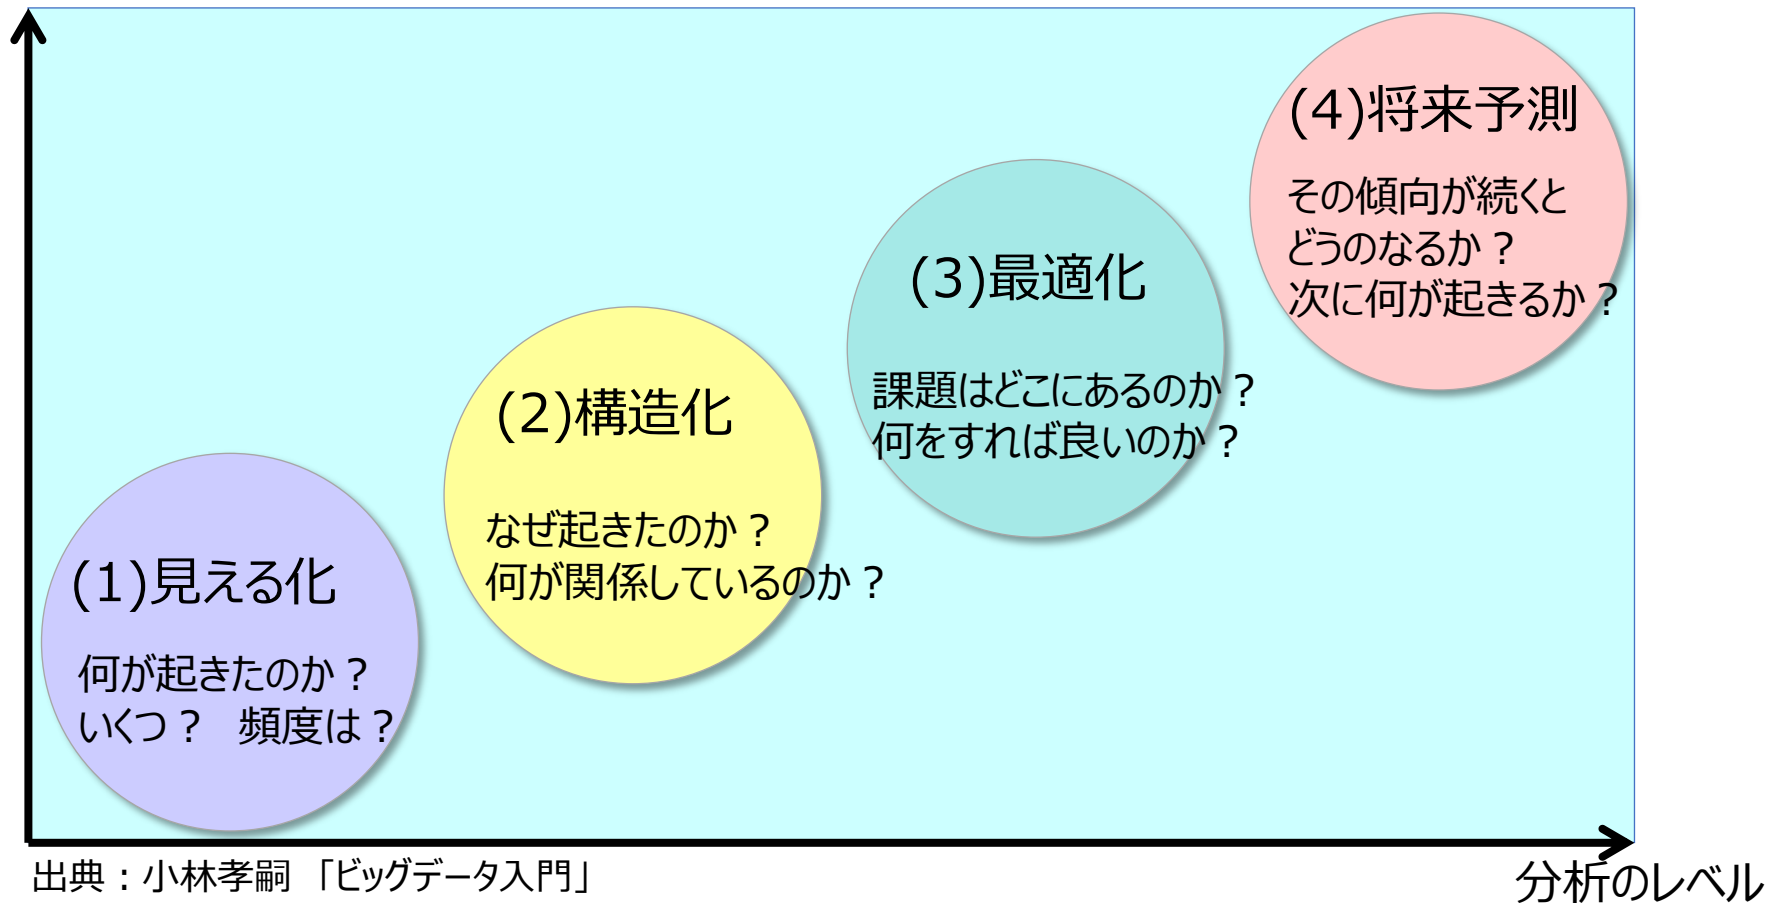 (1)見える化
何が起きたのか？
いくつ？　頻度は？
(2)構造化
なぜ起きたのか？
何が関係しているのか？
(3)最適化
課題はどこにあるのか？
何をすれば良いのか？
(4)将来予測
その傾向が続くと
どうのなるか？
次に何が起きるか？
出典：小林孝嗣 「ビッグデータ入門」
分析のレベル